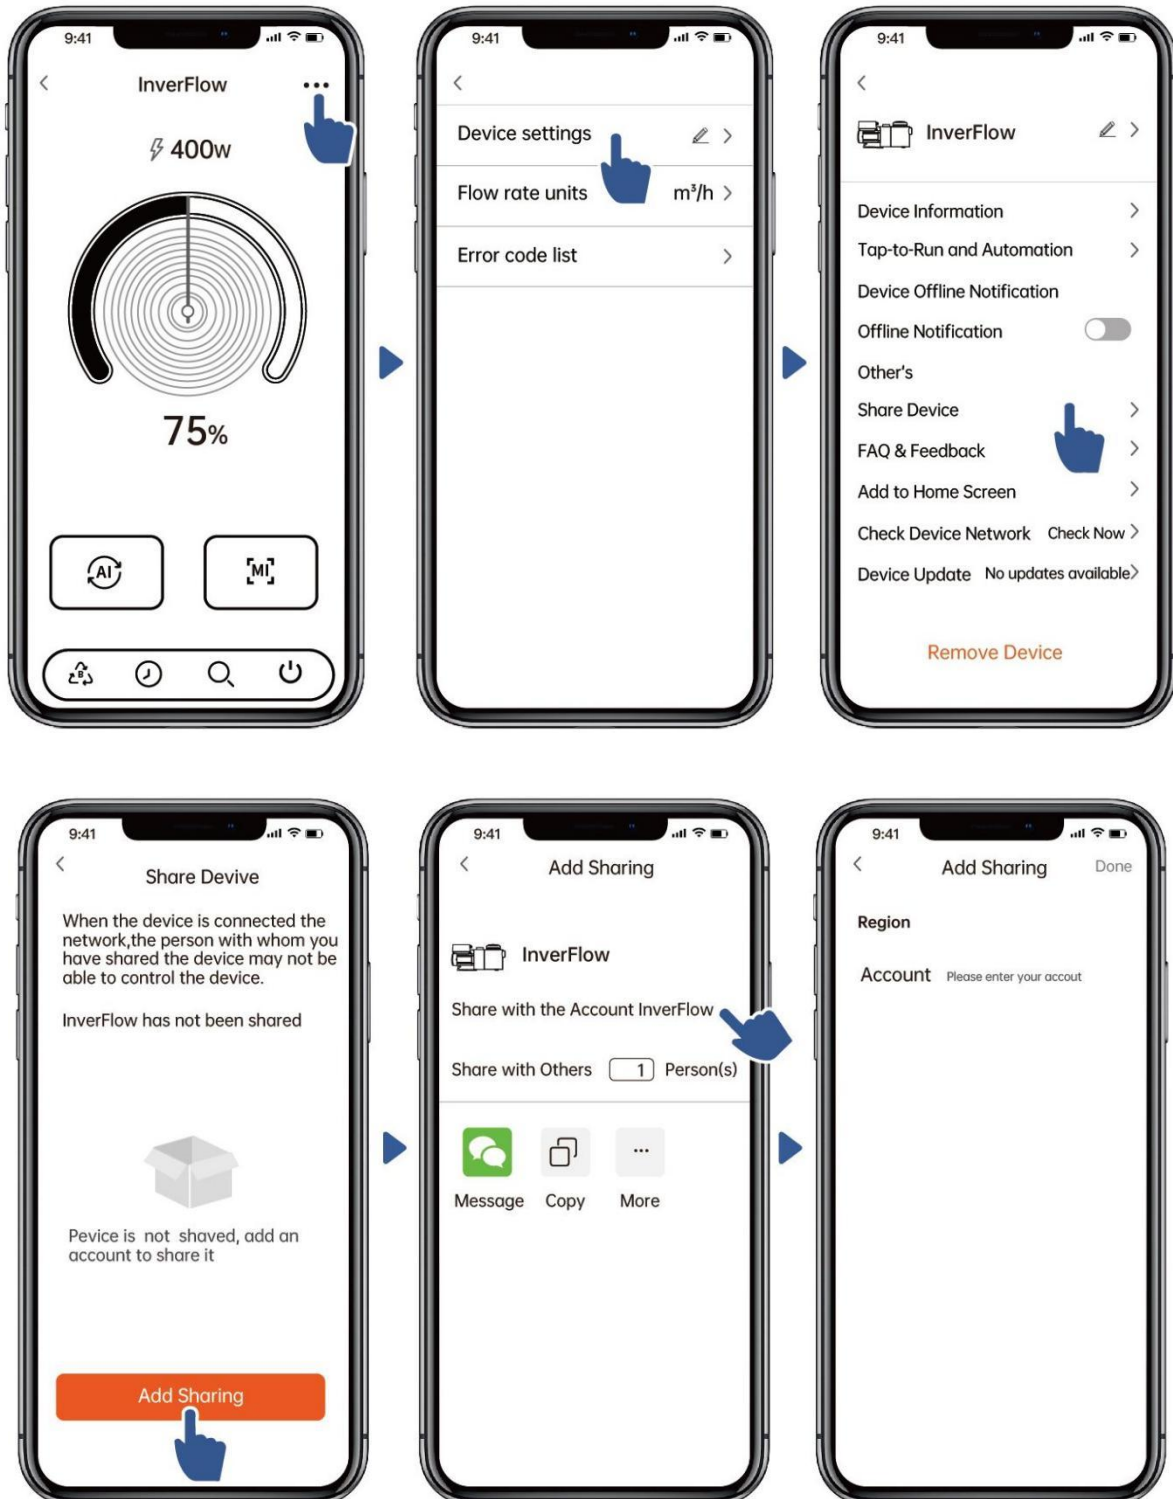 9:41
InverFlow
400w
75%
AI
MI
B
9:41
Device settings
Flow rate units m³/h
Error code list
9:41
InverFlow
Device Information
Tap-to-Run and Automation
Device Offline Notification
Offline Notification
Other's
Share Device
FAQ & Feedback
Add to Home Screen
Check Device Network Check Now
Device Update No updates available
Remove Device
9:41
Share Devive
When the device is connected the
network,the person with whom you
have shared the device may not be
able to control the device.
InverFlow has not been shared
Pevice is not shaved, add an
account to share it
Add Sharing
9:41
Add Sharing
InverFlow
Share with the Account InverFlow
Share with Others 1 Person(s)
Message Copy More
9:41
Add Sharing Done
Region
Account Please enter your accout